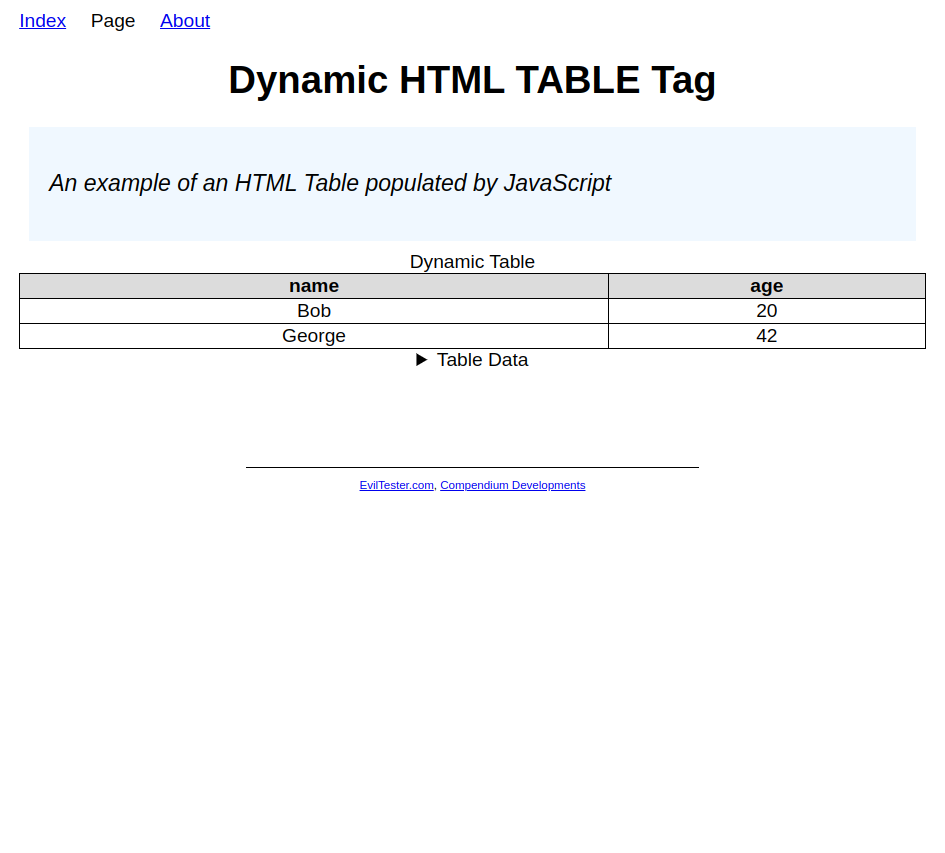 Index Page About
Dynamic HTML TABLE Tag
An example of an HTML Table populated by JavaScript
Dynamic Table
name age
Bob 20
George 42
Table Data
EvilTester.com, Compendium Developments